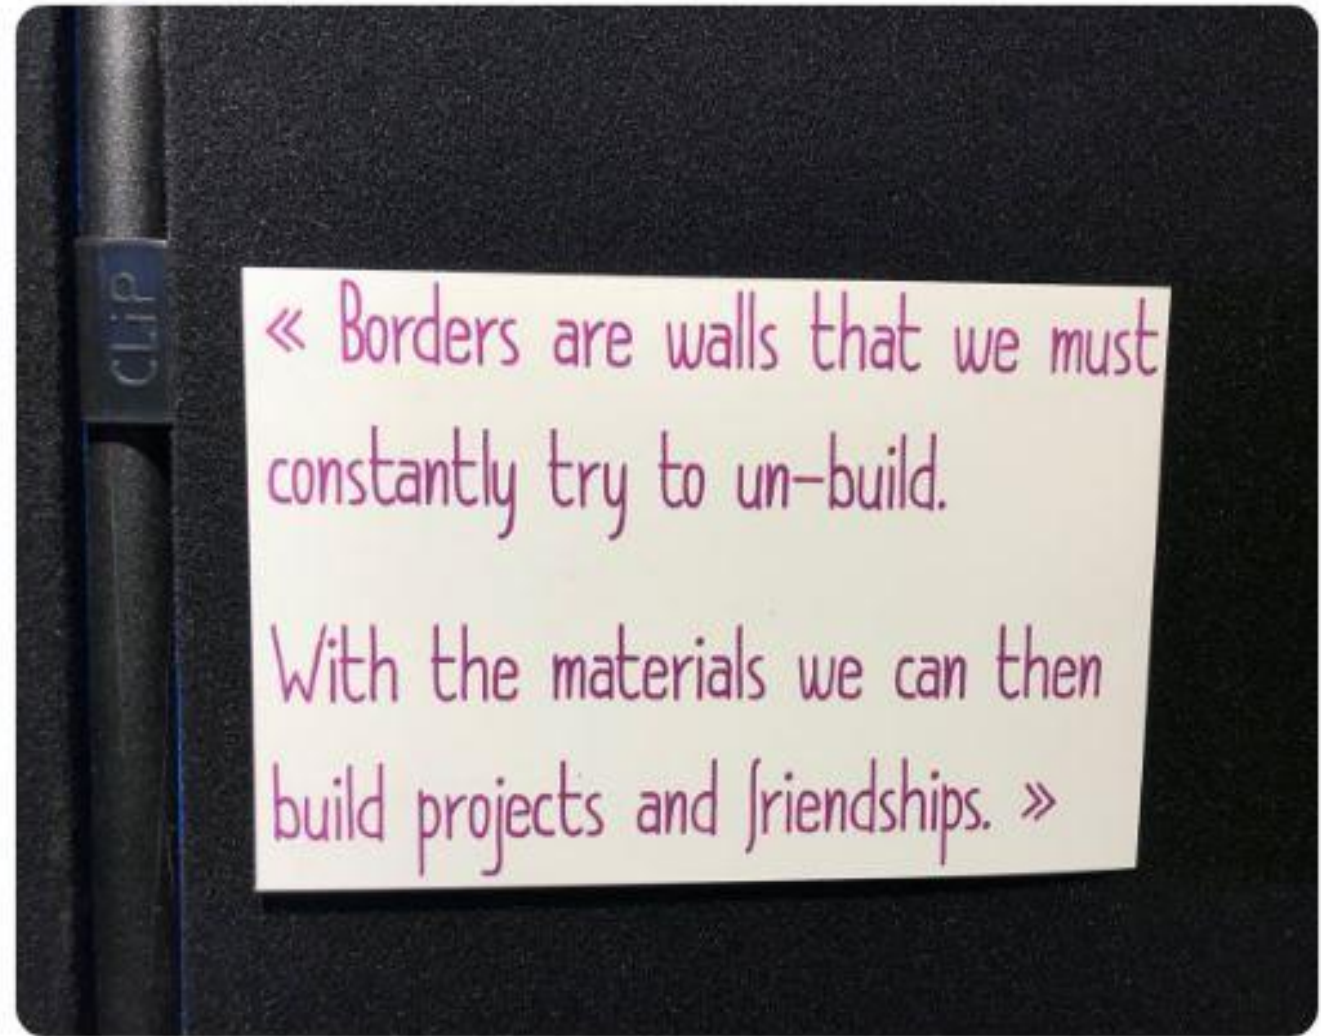 CLiP
« Borders are walls that we must
constantly try to un-build.
With the materials we can then
build projects and friendships. »